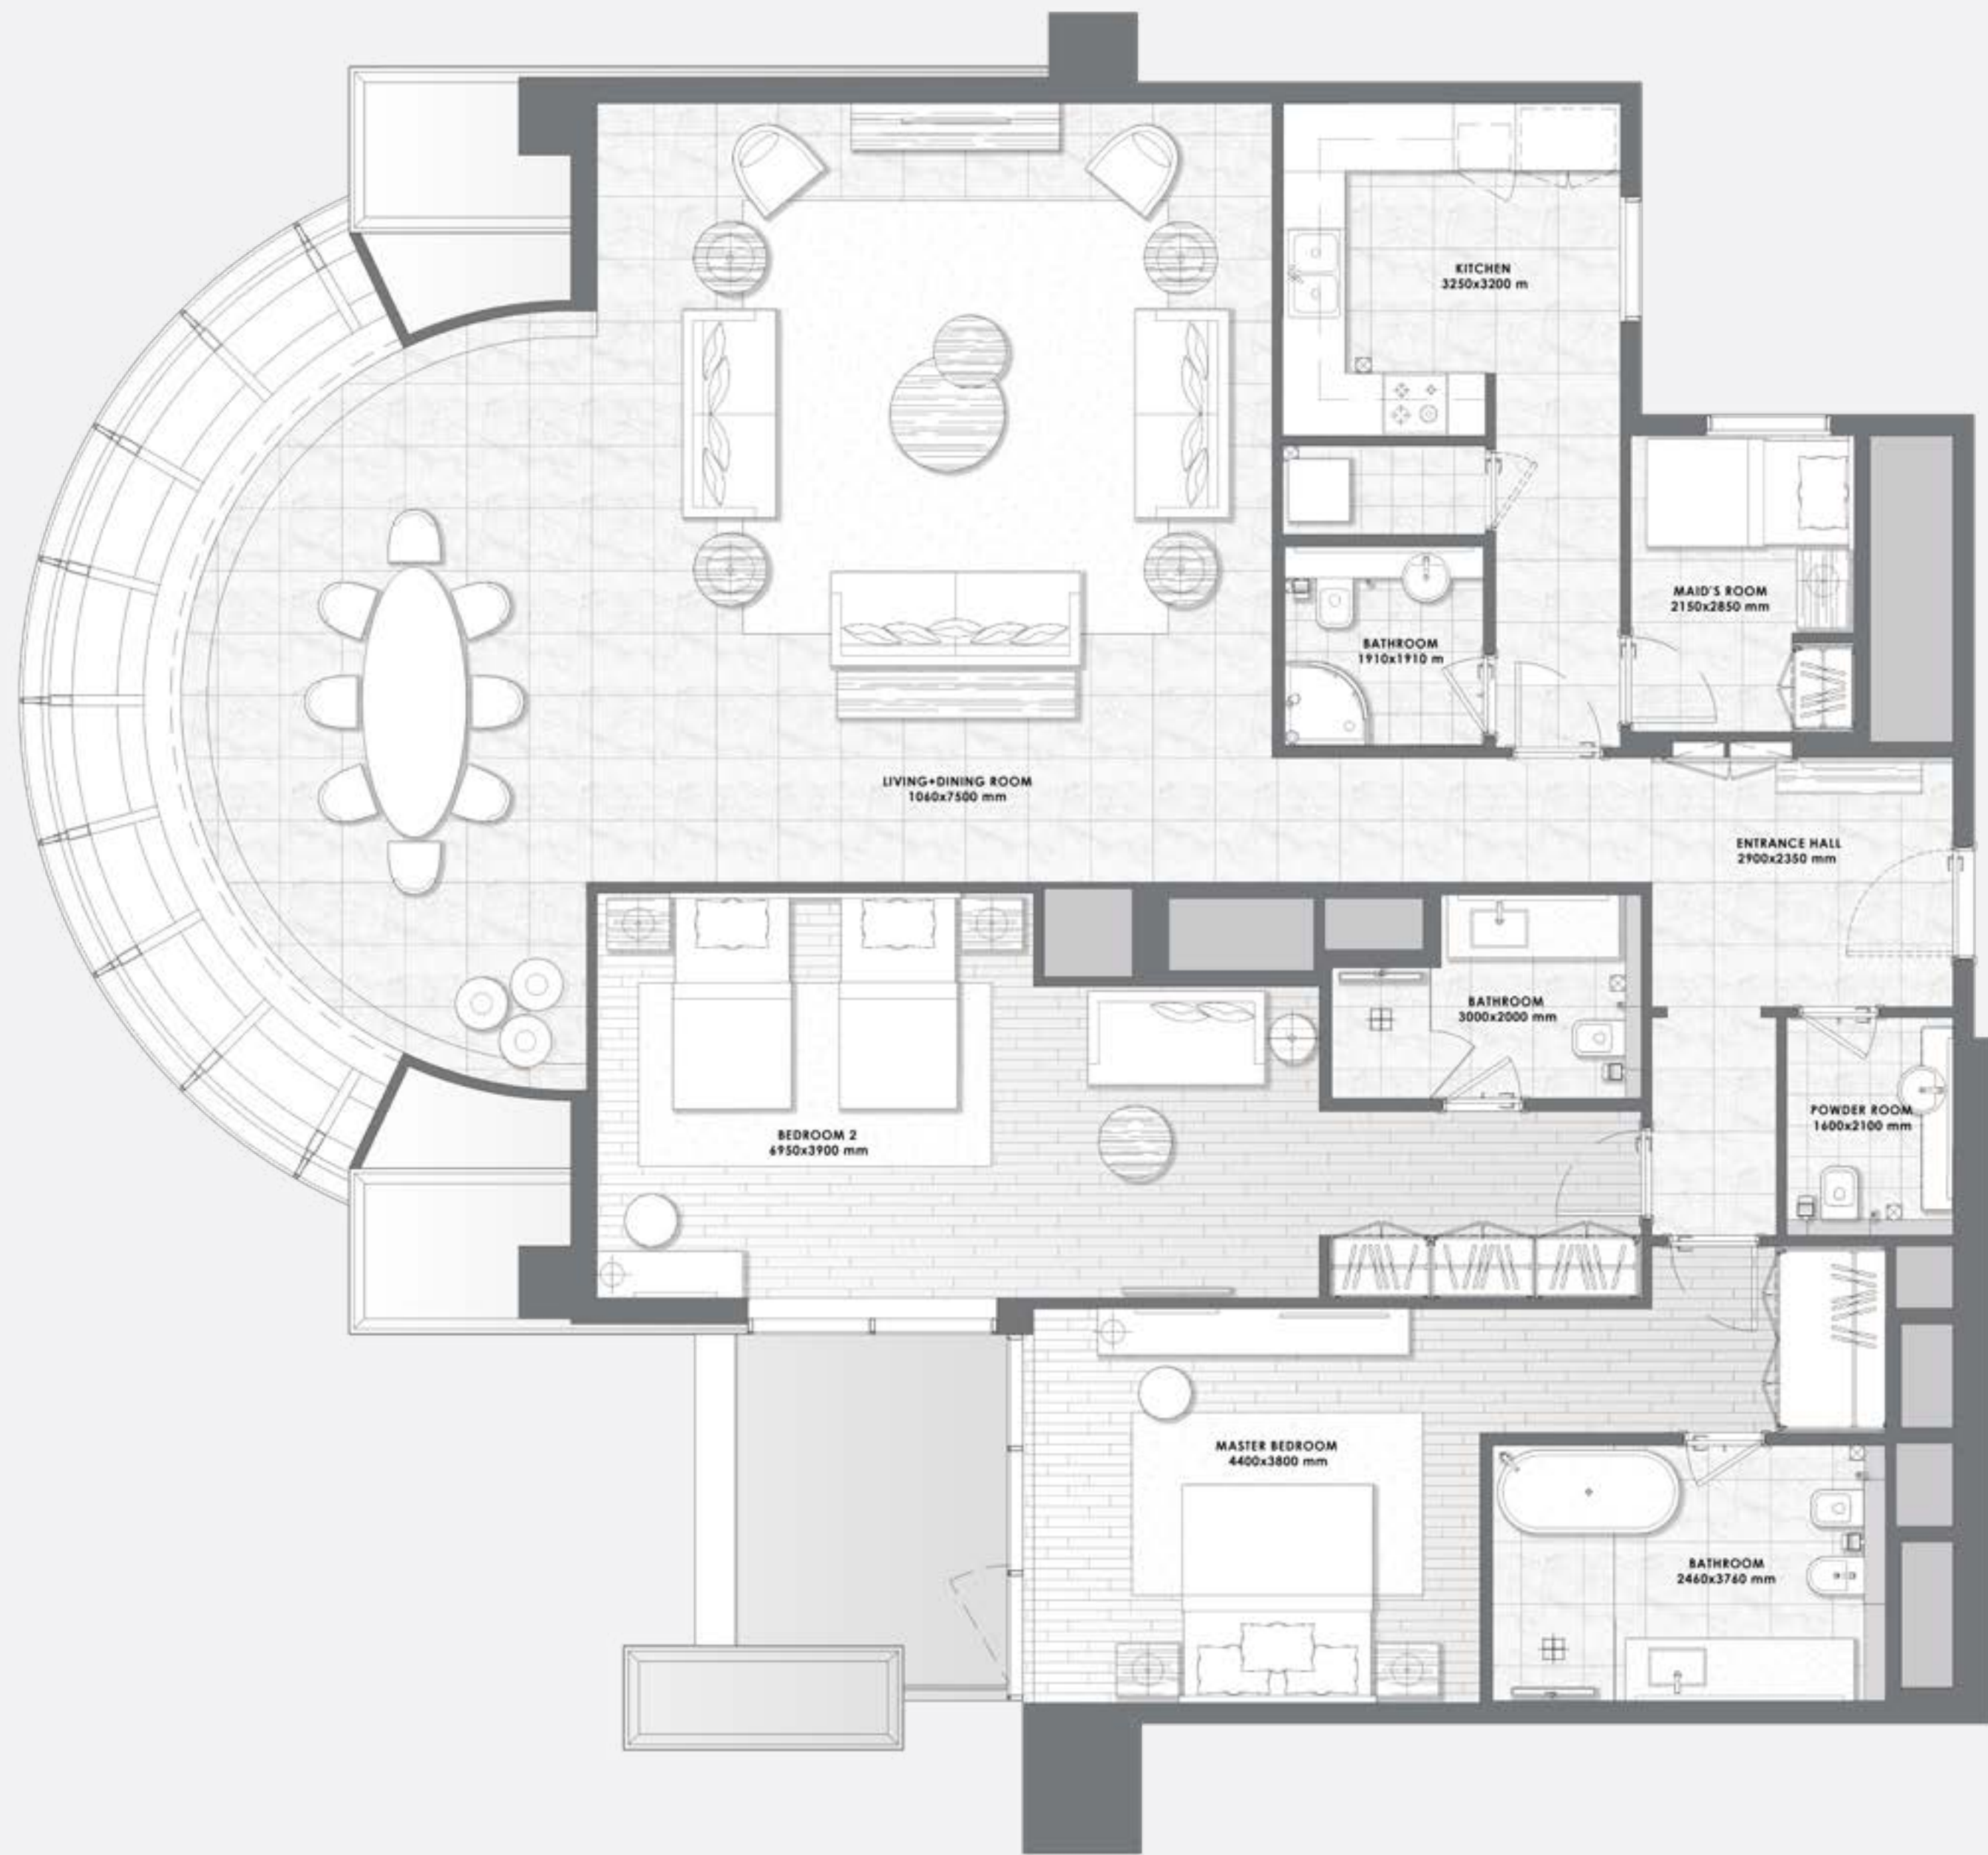 KITCHEN
3250x3200 m
MAID'S ROOM
2150x2850 mm
BATHROOM
1910x1910 m
LIVING+DINING ROOM
1060x7500 mm
ENTRANCE HALL
2900x2350 mm
BATHROOM
3000x2000 mm
POWDER ROOM
1600x2100 mm
BEDROOM 2
6950x3900 mm
MASTER BEDROOM
4400x3800 mm
BATHROOM
2460x3760 mm